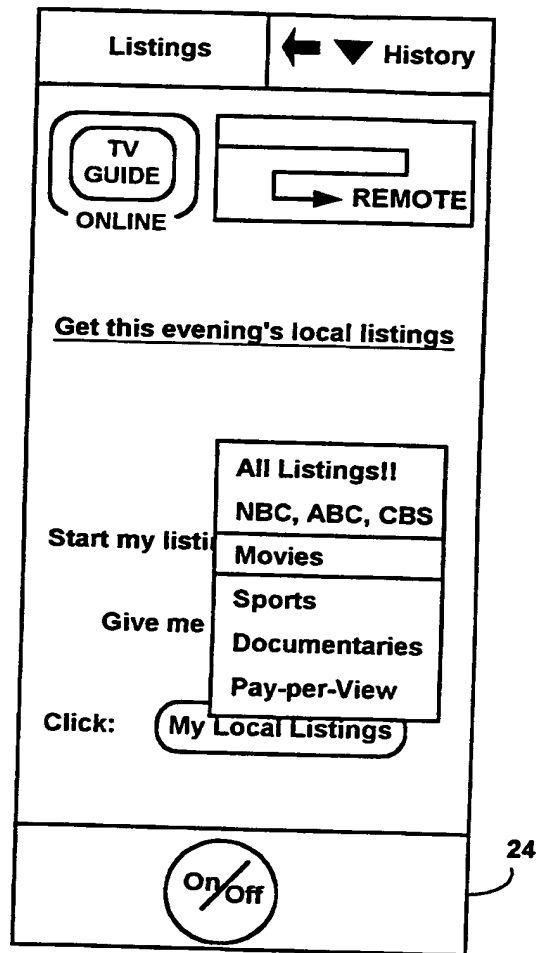 Listings
History
TV
GUIDE
ONLINE
REMOTE
Get this evening's local listings
All Listings!!
NBC, ABC, CBS
Start my
Movies
Sports
Give me
Documentaries
Pay-per-View
Click: My Local Listings
On/Off
24